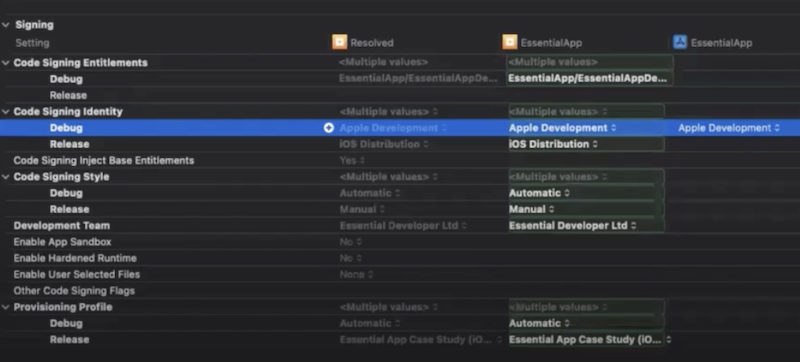 Signing
Setting Resolved EssentialApp EssentialApp
Code Signing Entitlements <Multiple values> <Multiple values>
Debug EssentialApp/EssentialAppDe... EssentialApp/EssentialAppDe...
Release
Code Signing Identity <Multiple values> <Multiple values>
Debug Apple Development Apple Development Apple Development
Release iOS Distribution iOS Distribution
Code Signing Inject Base Entitlements Yes
Code Signing Style <Multiple values> <Multiple values>
Debug Automatic Automatic
Release Manual Manual
Development Team Essential Developer Ltd Essential Developer Ltd
Enable App Sandbox No
Enable Hardened Runtime No
Enable User Selected Files None
Other Code Signing Flags
Provisioning Profile <Multiple values> <Multiple values>
Debug Automatic Automatic
Release Essential App Case Study (iO... Essential App Case Study (iO...